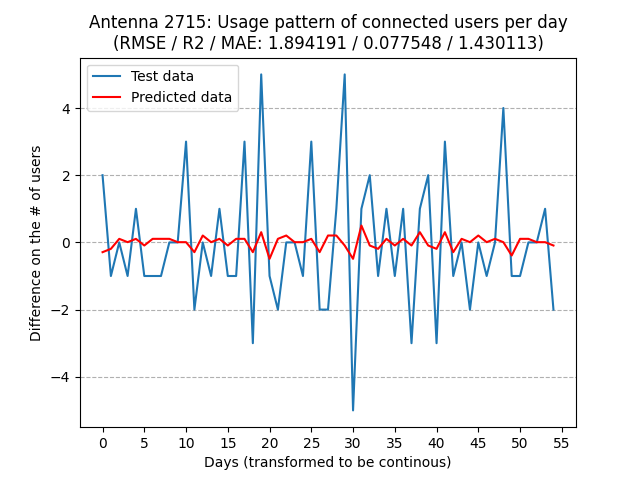 Antenna 2715: Usage pattern of connected users per day
(RMSE / R2 / MAE: 1.894191 / 0.077548 / 1.430113)
Test data
Predicted data
Difference on the # of users
4
2
0
−2
−4
0 5 10 15 20 25 30 35 40 45 50 55
Days (transformed to be continous)